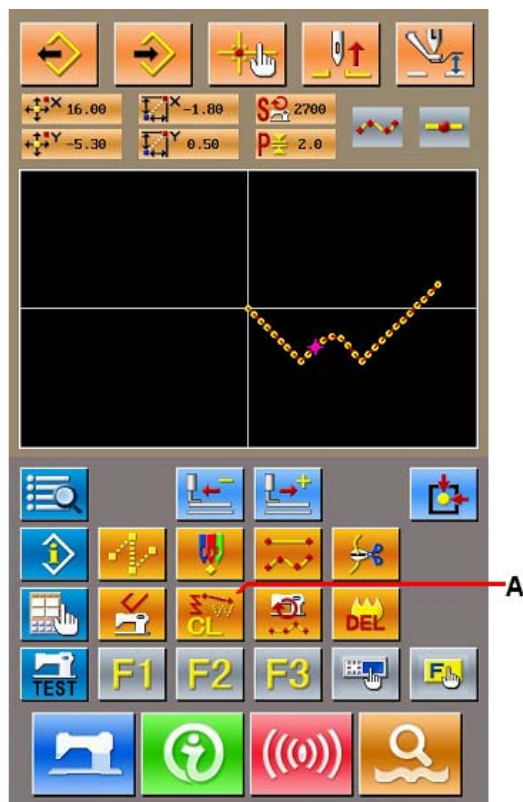 X 16.00 X -1.80 S 2700
Y -5.30 Y 0.50 P 2.0
A
CL DEL
TEST F1 F2 F3 F